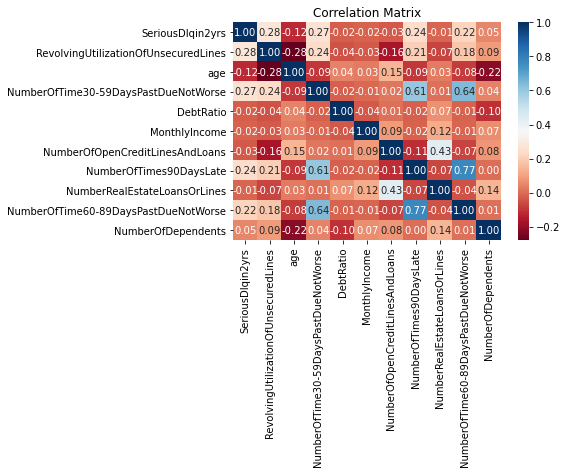 Correlation Matrix
SeriousDlqin2yrs 1.00 0.28 -0.12 0.27 -0.02 -0.02 -0.03 0.24 -0.01 0.22 0.05
RevolvingUtilizationOfUnsecuredLines 0.28 1.00 -0.28 0.24 -0.04 -0.03 -0.16 0.21 -0.07 0.18 0.09
age -0.12 -0.28 1.00 -0.09 0.04 0.03 0.15 -0.09 0.03 -0.08 -0.22
NumberOfTime30-59DaysPastDueNotWorse 0.27 0.24 -0.09 1.00 -0.02 -0.01 0.02 0.61 0.01 0.64 0.04
DebtRatio -0.02 -0.04 0.04 -0.02 1.00 -0.04 0.02 -0.02 0.07 -0.01 -0.10
MonthlyIncome -0.02 -0.03 0.03 -0.01 -0.04 1.00 0.09 -0.02 0.12 -0.01 0.07
NumberOfOpenCreditLinesAndLoans -0.03 -0.16 0.15 0.02 0.01 0.09 1.00 -0.11 0.43 -0.07 0.08
NumberOfTimes90DaysLate 0.24 0.21 -0.09 0.61 -0.02 -0.02 -0.11 1.00 -0.07 0.77 0.00
NumberRealEstateLoansOrLines -0.01 -0.07 0.03 0.01 0.07 0.12 0.43 -0.07 1.00 -0.04 0.14
NumberOfTime60-89DaysPastDueNotWorse 0.22 0.18 -0.08 0.64 -0.01 -0.01 -0.07 0.77 -0.04 1.00 0.01
NumberOfDependents 0.05 0.09 -0.22 0.04 -0.10 0.07 0.08 0.00 0.14 0.01 1.00
SeriousDlqin2yrs
RevolvingUtilizationOfUnsecuredLines
age
NumberOfTime30-59DaysPastDueNotWorse
DebtRatio
MonthlyIncome
NumberOfOpenCreditLinesAndLoans
NumberOfTimes90DaysLate
NumberRealEstateLoansOrLines
NumberOfTime60-89DaysPastDueNotWorse
NumberOfDependents
1.0
0.8
0.6
0.4
0.2
0.0
−0.2